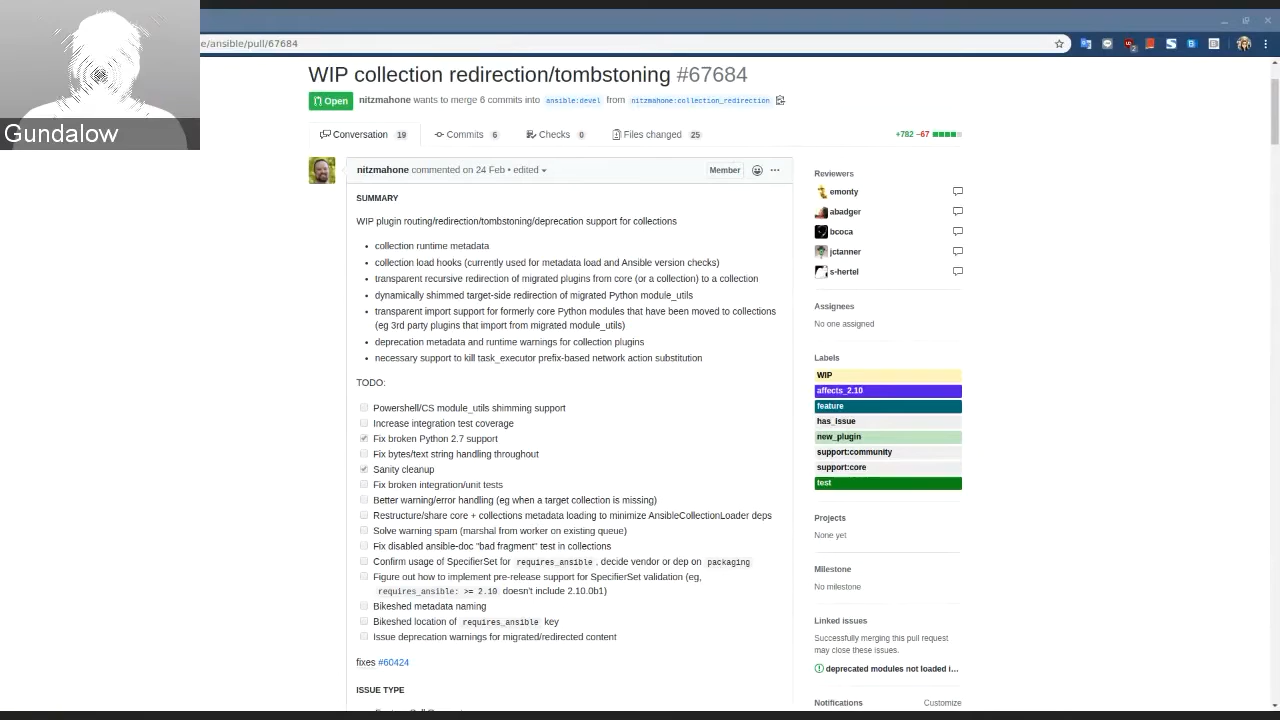 Gundalow
e/ansible/pull/67684
WIP collection redirection/tombstoning #67684
Open
nitzmahone wants to merge 6 commits into ansible:devel from nitzmahone:collection_redirection
Conversation 19
Commits 6
Checks 0
Files changed 25
+782 −67
nitzmahone commented on 24 Feb • edited
Member
SUMMARY
WIP plugin routing/redirection/tombstoning/deprecation support for collections
• collection runtime metadata
• collection load hooks (currently used for metadata load and Ansible version checks)
• transparent recursive redirection of migrated plugins from core (or a collection) to a collection
• dynamically shimmed target-side redirection of migrated Python module_utils
• transparent import support for formerly core Python modules that have been moved to collections
(eg 3rd party plugins that import from migrated module_utils)
• deprecation metadata and runtime warnings for collection plugins
• necessary support to kill task_executor prefix-based network action substitution
TODO:
Powershell/CS module_utils shimming support
Increase integration test coverage
Fix broken Python 2.7 support
Fix bytes/text string handling throughout
Sanity cleanup
Fix broken integration/unit tests
Better warning/error handling (eg when a target collection is missing)
Restructure/share core + collections metadata loading to minimize AnsibleCollectionLoader deps
Solve warning spam (marshal from worker on existing queue)
Fix disabled ansible-doc "bad fragment" test in collections
Confirm usage of SpecifierSet for requires_ansible, decide vendor or dep on packaging
Figure out how to implement pre-release support for SpecifierSet validation (eg,
requires_ansible: >= 2.10 doesn't include 2.10.0b1)
Bikeshed metadata naming
Bikeshed location of requires_ansible key
Issue deprecation warnings for migrated/redirected content
fixes #60424
ISSUE TYPE
Reviewers
emonty
abadger
bcoca
jctanner
s-hertel
Assignees
No one assigned
Labels
WIP
affects_2.10
feature
has_issue
new_plugin
support:community
support:core
test
Projects
None yet
Milestone
No milestone
Linked issues
Successfully merging this pull request
may close these issues.
deprecated modules not loaded i…
Notifications
Customize